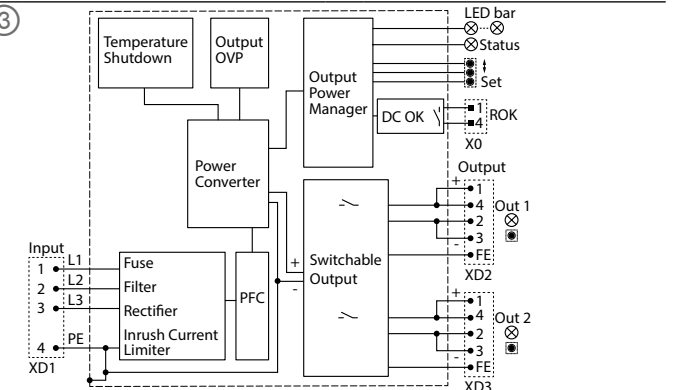 3
Temperature
Shutdown
Output
OVP
Output
Power
Manager
LED bar
Status
Set
DC OK
1
4
ROK
X0
Power
Converter
Output
+
1
4
2
3
-
FE
Out 1
XD2
Switchable
Output
+
-
Input
1
2
3
4
L1
L2
L3
PE
XD1
Fuse
Filter
Rectifier
Inrush Current
Limiter
PFC
+
1
4
2
3
-
FE
Out 2
XD3